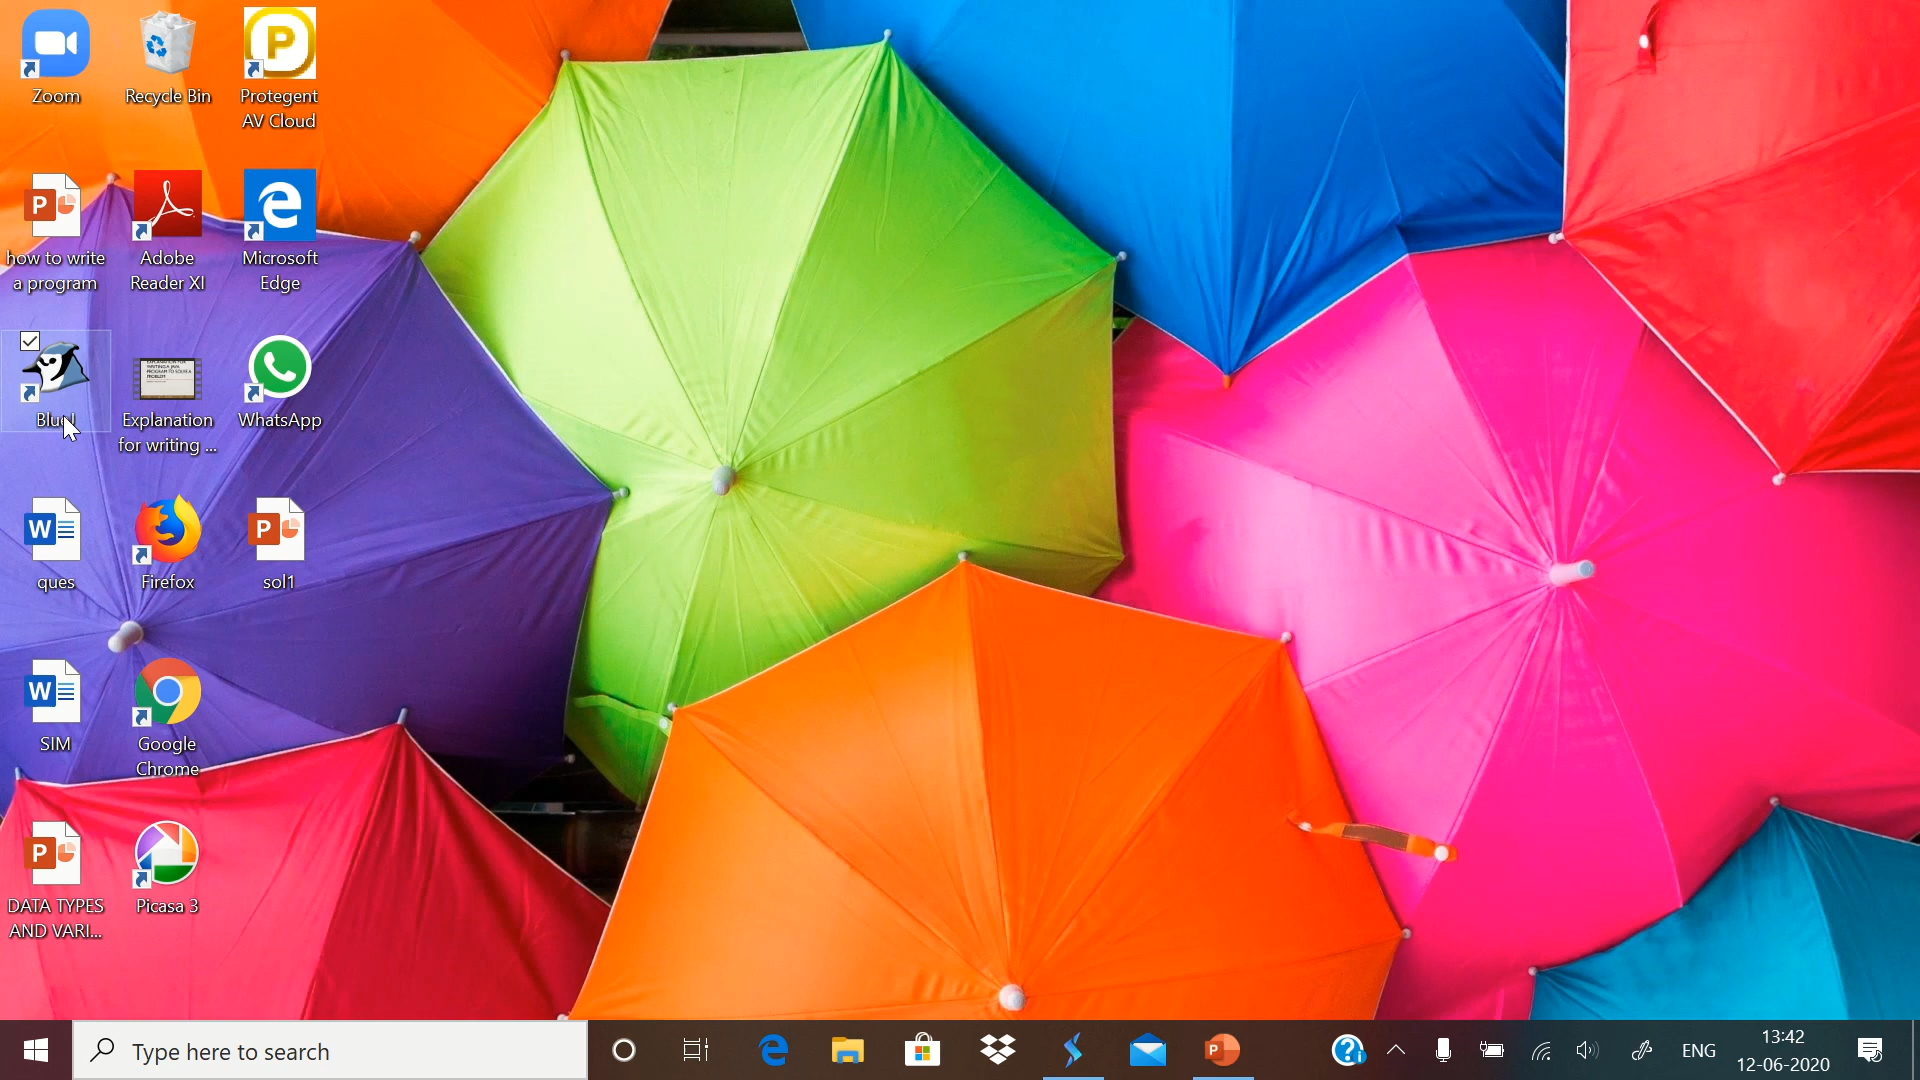 Zoom
Recycle Bin
Protegent
AV Cloud
how to write
a program
Adobe
Reader XI
Microsoft
Edge
Explanation
for writing ...
WhatsApp
ques
Firefox
sol1
SIM
Google
Chrome
DATA TYPES
AND VARI...
Picasa 3
Type here to search
ENG
13:42
12-06-2020